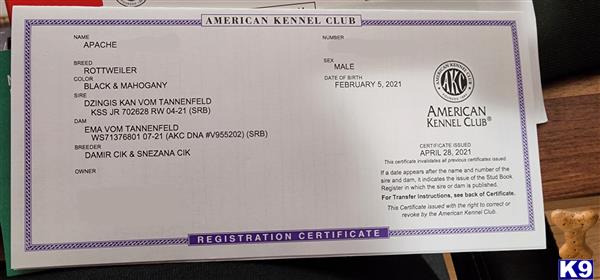 AMERICAN KENNEL CLUB
NAME
APACHE
NUMBER
BREED
ROTTWEILER
SEX
MALE
COLOR
BLACK & MAHOGANY
DATE OF BIRTH
FEBRUARY 5, 2021
SIRE
DZINGIS KAN VOM TANNENFELD
KSS JR 702628 RW 04-21 (SRB)
DAM
EMA VOM TANNENFELD
WS71376801 07-21 (AKC DNA #V955202) (SRB)
BREEDER
DAMIR CIK & SNEZANA CIK
OWNER
AMERICAN KENNEL CLUB
AKC
AMERICAN
KENNEL CLUB®
CERTIFICATE ISSUED
APRIL 28, 2021
This certificate invalidates all previous certificates issued
If a date appears after the name and number of
the sire and dam, it indicates the issue of the Stud Book
Register in which the sire or dam is published.
For Transfer instructions, see back of Certificate.
This Certificate issued with the right to correct or
revoke by the American Kennel Club.
REGISTRATION CERTIFICATE
K9